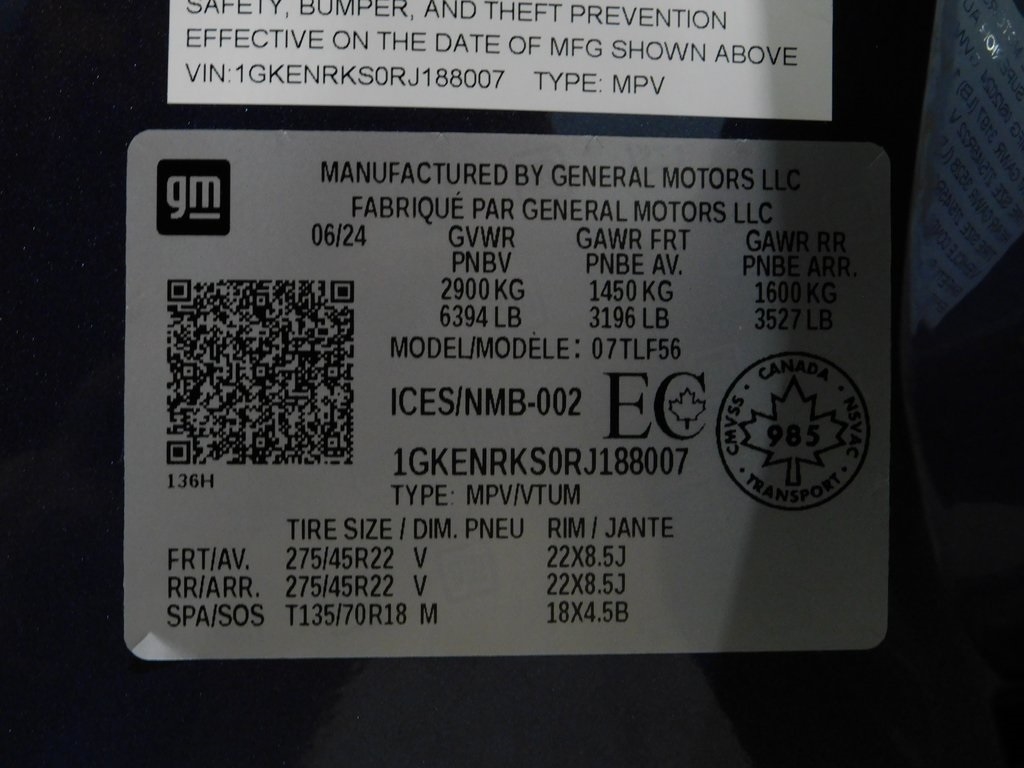 SAFETY, BUMPER, AND THEFT PREVENTION
EFFECTIVE ON THE DATE OF MFG SHOWN ABOVE
VIN:1GKENRKS0RJ188007 TYPE: MPV
gm
MANUFACTURED BY GENERAL MOTORS LLC
FABRIQUÉ PAR GENERAL MOTORS LLC
06/24 GVWR GAWR FRT GAWR RR
PNBV PNBE AV. PNBE ARR.
2900 KG 1450 KG 1600 KG
6394 LB 3196 LB 3527 LB
MODEL/MODÈLE: 07TLF56
ICES/NMB-002 EC
CANADA
CMVSS 985 NSVAC
TRANSPORT
1GKENRKS0RJ188007
136H
TYPE: MPV/VTUM
TIRE SIZE / DIM. PNEU RIM / JANTE
FRT/AV. 275/45R22 V 22X8.5J
RR/ARR. 275/45R22 V 22X8.5J
SPA/SOS T135/70R18 M 18X4.5B